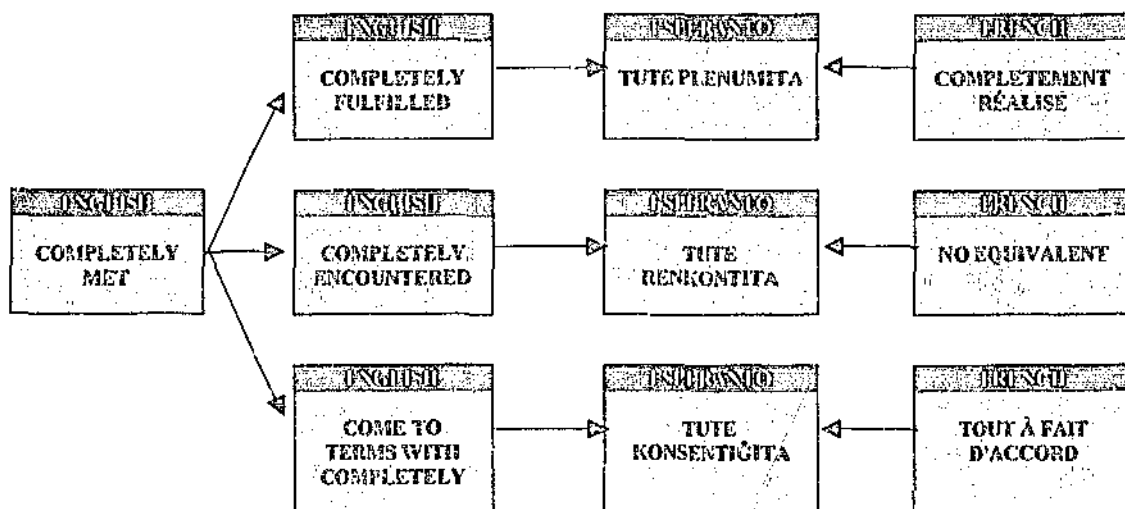 ENGLISH
COMPLETELY
FULFILLED
ESPERANTO
TUTE PLENUMITA
FRENCH
COMPLETEMENT
RÉALISÉ
ENGLISH
COMPLETELY
MET
ENGLISH
COMPLETELY
ENCOUNTERED
ESPERANTO
TUTE
RENKONTITA
FRENCH
NO EQUIVALENT
ENGLISH
COME TO
TERMS WITH
COMPLETELY
ESPERANTO
TUTE
KONSENTIĜITA
FRENCH
TOUT À FAIT
D'ACCORD